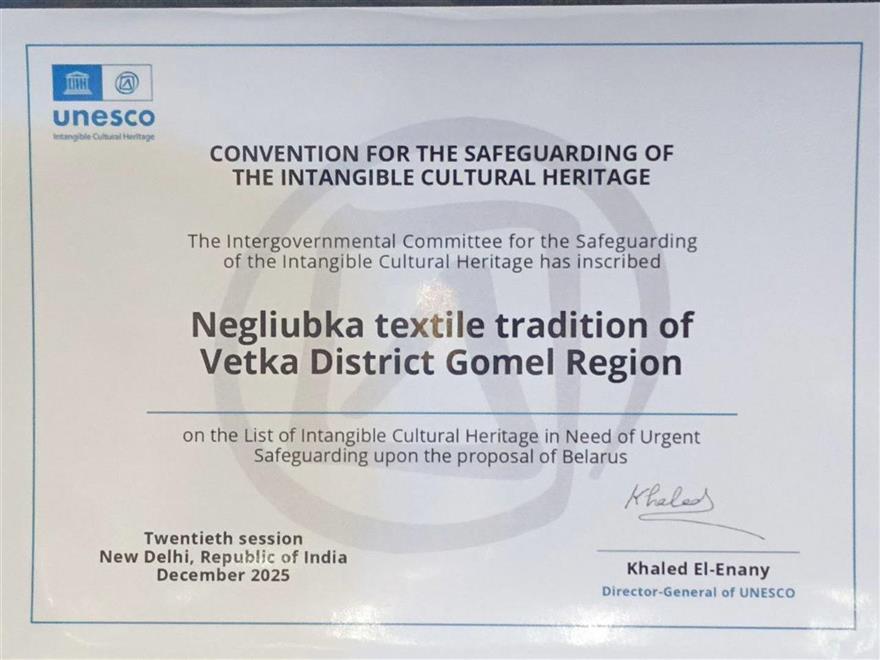 unesco
Intangible Cultural Heritage
CONVENTION FOR THE SAFEGUARDING OF
THE INTANGIBLE CULTURAL HERITAGE
The Intergovernmental Committee for the Safeguarding
of the Intangible Cultural Heritage has inscribed
Negliubka textile tradition of
Vetka District Gomel Region
on the List of Intangible Cultural Heritage in Need of Urgent
Safeguarding upon the proposal of Belarus
Twentieth session
New Delhi, Republic of India
December 2025
Khaled
Khaled El-Enany
Director-General of UNESCO